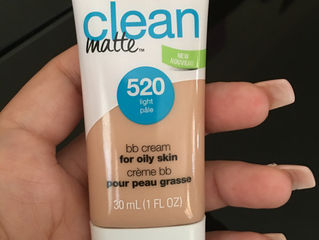 clean
matte™
NEW
NOUVEAU
520
light
pâle
bb cream
for oily skin
crème bb
pour peau grasse
30 mL (1 FL OZ)